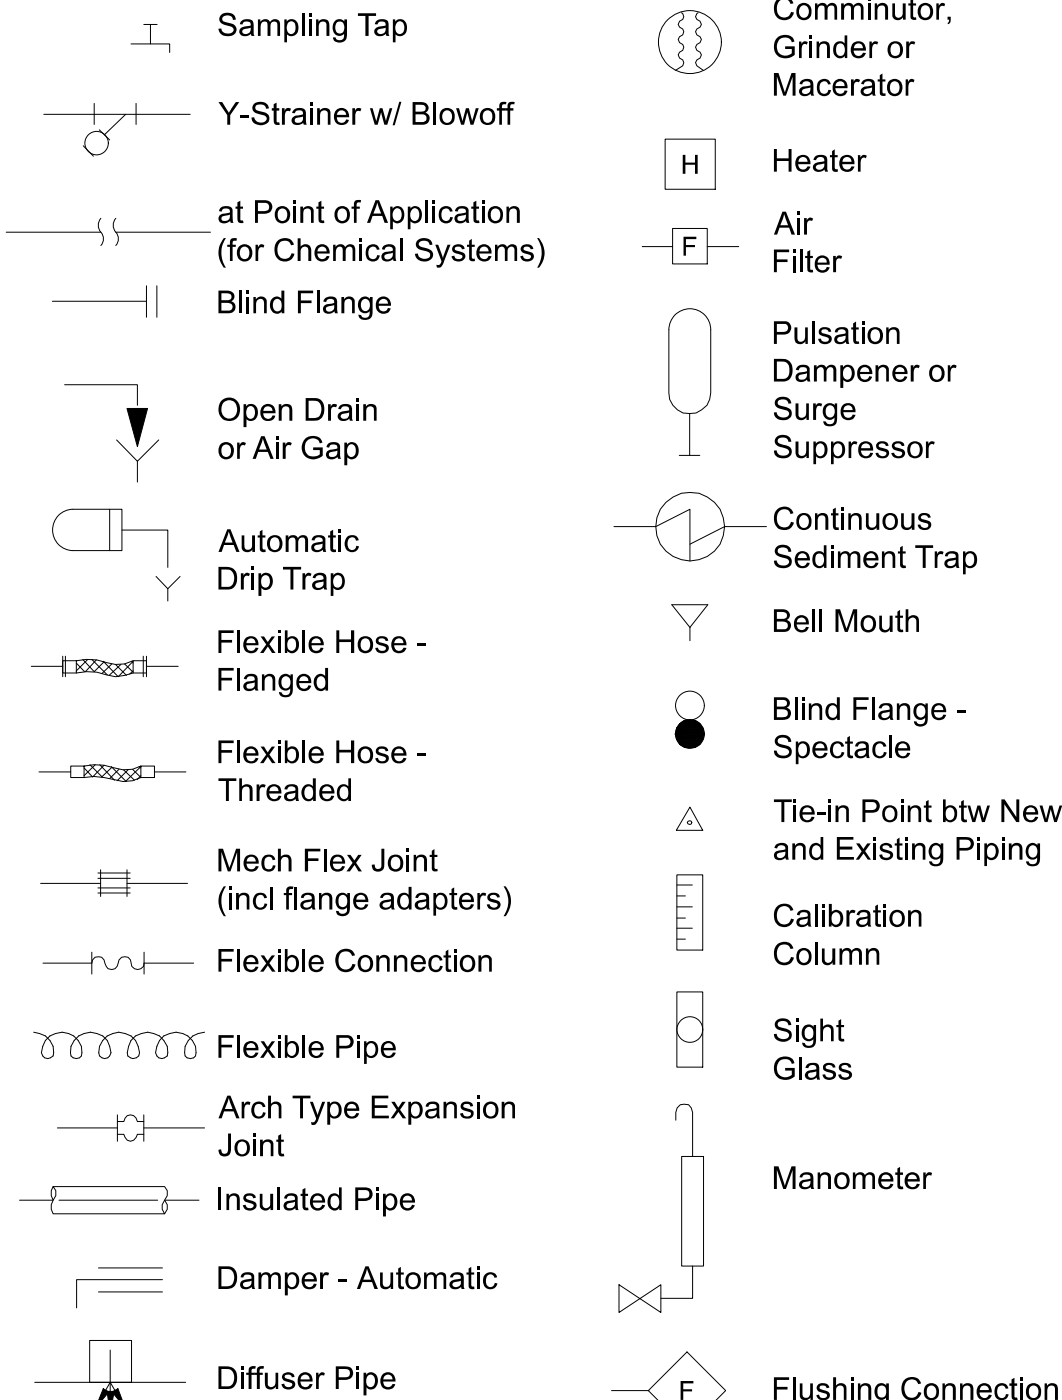 Sampling Tap
Y-Strainer w/ Blowoff
at Point of Application
(for Chemical Systems)
Blind Flange
Open Drain
or Air Gap
Automatic
Drip Trap
Flexible Hose -
Flanged
Flexible Hose -
Threaded
Mech Flex Joint
(incl flange adapters)
Flexible Connection
Flexible Pipe
Arch Type Expansion
Joint
Insulated Pipe
Damper - Automatic
Diffuser Pipe
Comminutor,
Grinder or
Macerator
H
Heater
F
Air
Filter
Pulsation
Dampener or
Surge
Suppressor
Continuous
Sediment Trap
Bell Mouth
Blind Flange -
Spectacle
Tie-in Point btw New
and Existing Piping
Calibration
Column
Sight
Glass
Manometer
F
Flushing Connection